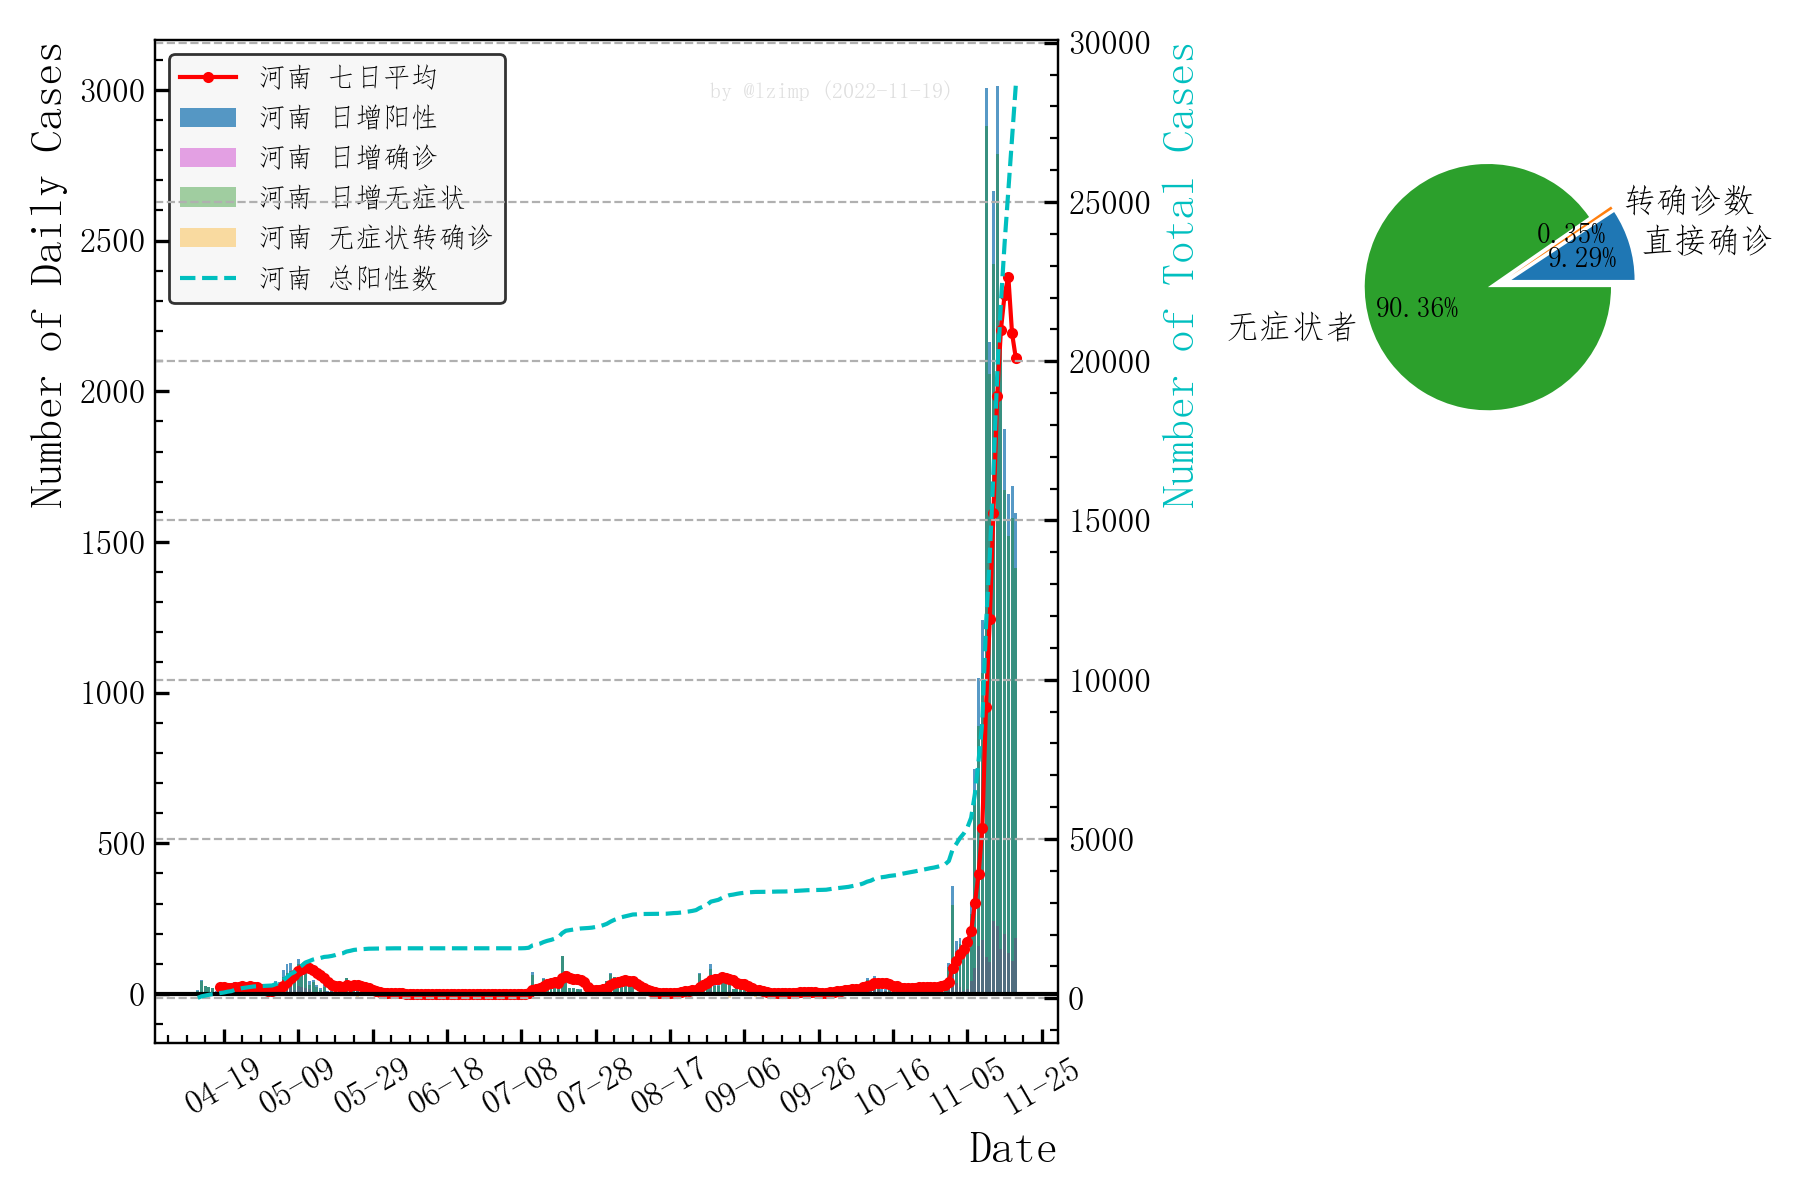 Number of Daily Cases
3000
2500
2000
1500
1000
500
0
河南 七日平均
河南 日增阳性
河南 日增确诊
河南 日增无症状
河南 无症状转确诊
河南 总阳性数
by @lzimp (2022-11-19)
30000
25000
20000
15000
10000
5000
0
Number of Total Cases
04-19
05-09
05-29
06-18
07-08
07-28
08-17
09-06
09-26
10-16
11-05
11-25
Date
转确诊数
0.35%
直接确诊
9.29%
90.36%
无症状者